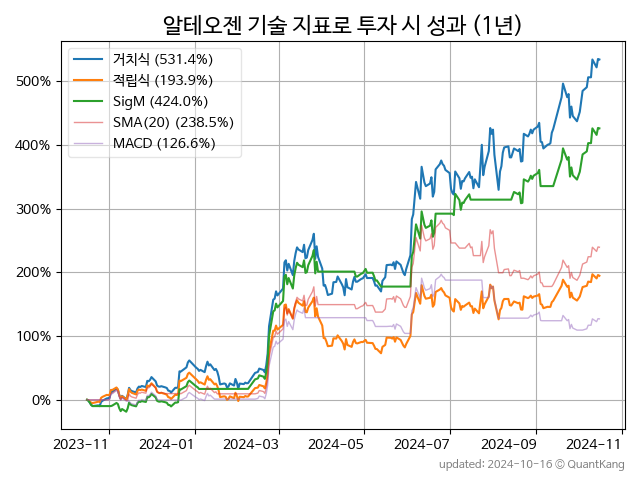 알테오젠 기술 지표로 투자 시 성과 (1년)
거치식 (531.4%)
적립식 (193.9%)
SigM (424.0%)
SMA(20) (238.5%)
MACD (126.6%)
500%
400%
300%
200%
100%
0%
2023-11 2024-01 2024-03 2024-05 2024-07 2024-09 2024-11
updated: 2024-10-16 © QuantKang